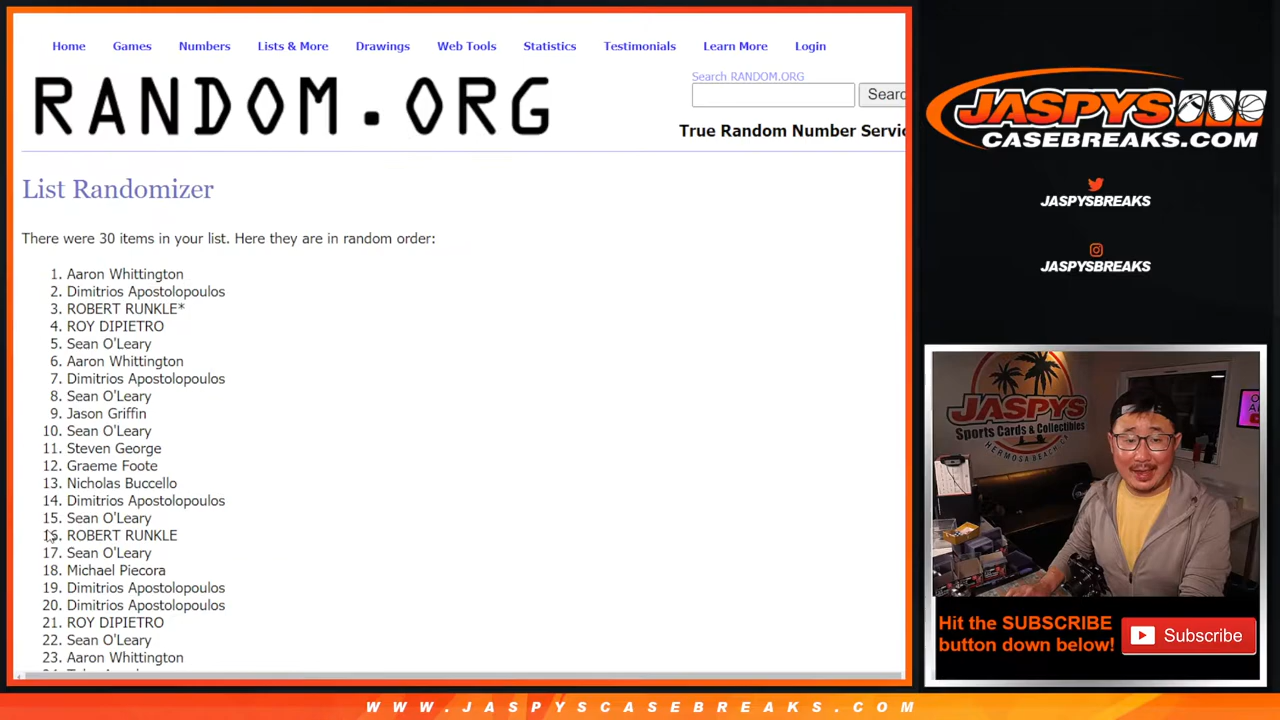 Home Games Numbers Lists & More Drawings Web Tools Statistics Testimonials Learn More Login
RANDOM.ORG
Search RANDOM.ORG
True Random Number
List Randomizer
There were 30 items in your list. Here they are in random order:
1. Aaron Whittington
2. Dimitrios Apostolopoulos
3. ROBERT RUNKLE*
4. ROY DIPIETRO
5. Sean O'Leary
6. Aaron Whittington
7. Dimitrios Apostolopoulos
8. Sean O'Leary
9. Jason Griffin
10. Sean O'Leary
11. Steven George
12. Graeme Foote
13. Nicholas Buccello
14. Dimitrios Apostolopoulos
15. Sean O'Leary
16. ROBERT RUNKLE
17. Sean O'Leary
18. Michael Piecora
19. Dimitrios Apostolopoulos
20. Dimitrios Apostolopoulos
21. ROY DIPIETRO
22. Sean O'Leary
23. Aaron Whittington
JASPYS
CASEBREAKS.COM
JASPYSBREAKS
JASPYSBREAKS
JASPYS
Sports Cards & Collectibles
HERMOSA BEACH, CA
Hit the SUBSCRIBE
button down below!
Subscribe
WWW.JASPYSCASEBREAKS.COM